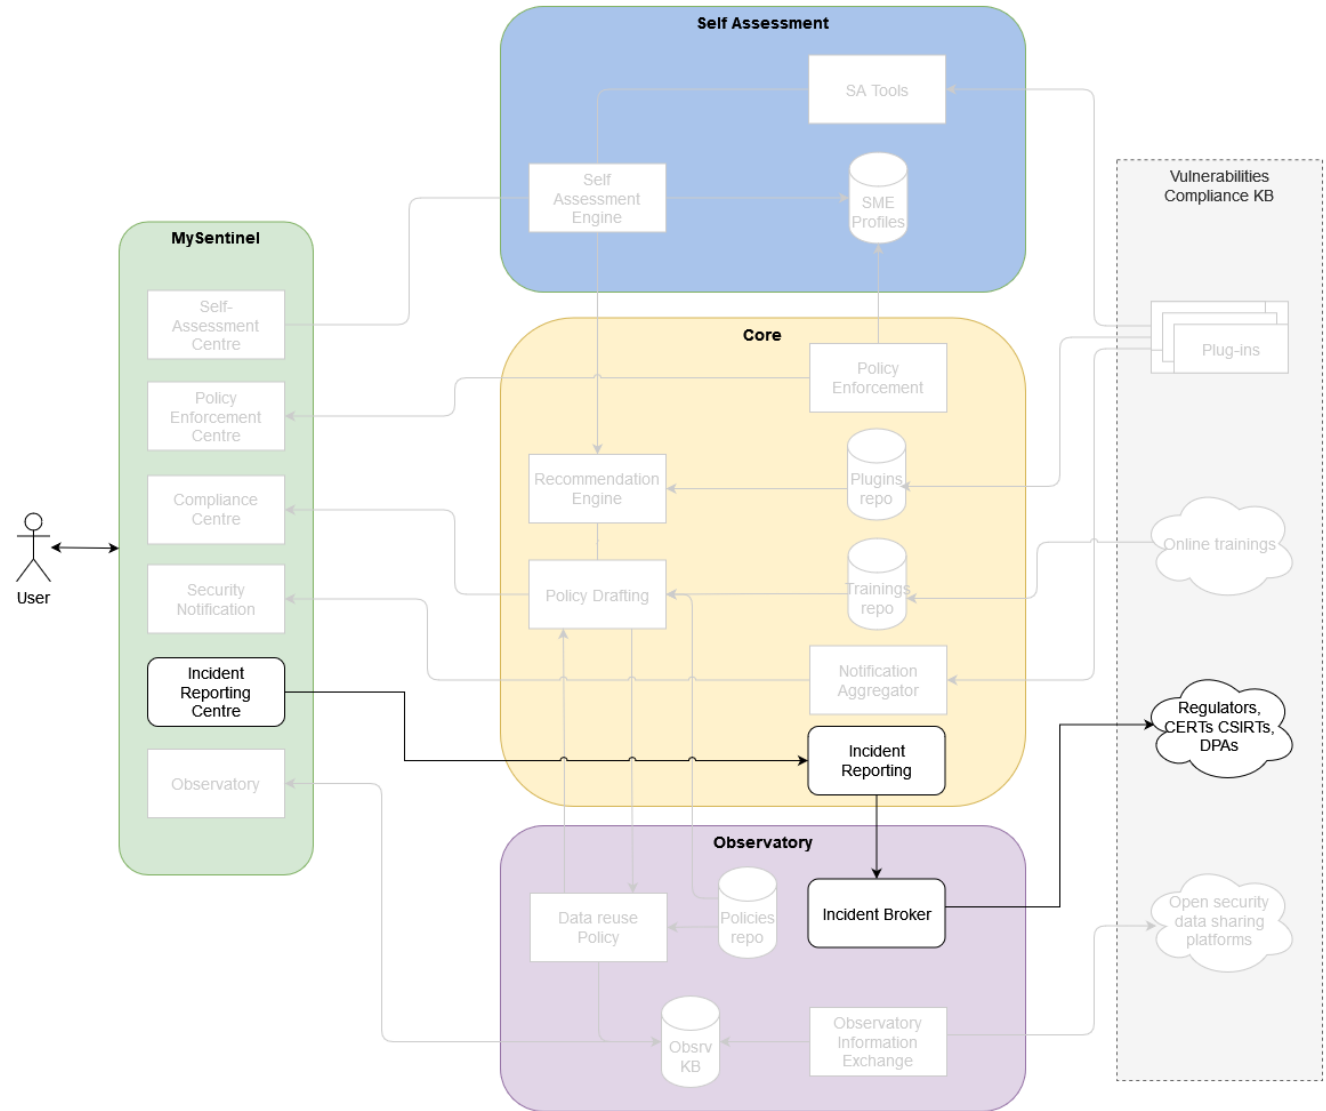 Self Assessment
SA Tools
Self
Assessment
Engine
SME
Profiles
Vulnerabilities
Compliance KB
MySentinel
Self-
Assessment
Centre
Policy
Enforcement
Centre
Compliance
Centre
Security
Notification
Incident
Reporting
Centre
Observatory
User
Core
Policy
Enforcement
Recommendation
Engine
Plugins
repo
Policy Drafting
Trainings
repo
Notification
Aggregator
Incident
Reporting
Plug-ins
Online trainings
Regulators,
CERTs CSIRTs,
DPAs
Observatory
Data reuse
Policy
Policies
repo
Incident Broker
Obsrv
KB
Observatory
Information
Exchange
Open security
data sharing
platforms